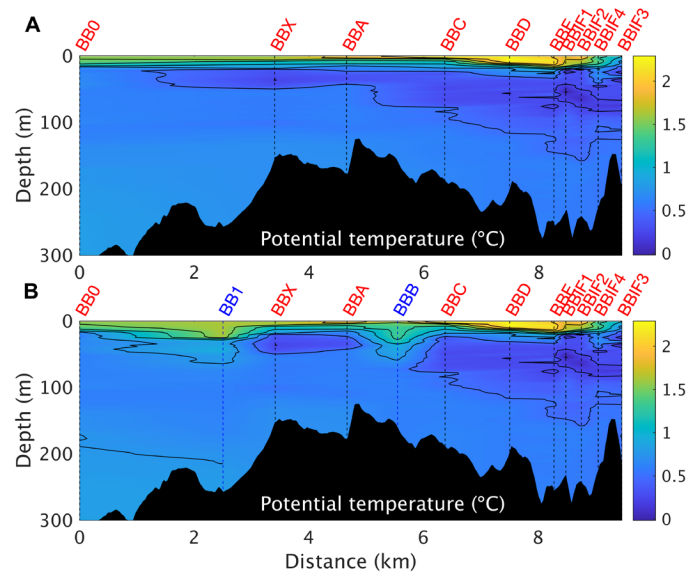 A
BB0 BBX BBA BBC BBD BBE BBIF1 BBIF2 BBIF4 BBIF3
0
100
200
300
Depth (m)
Potential temperature (°C)
0 2 4 6 8
2
1.5
1
0.5
0
B
BB0 BB1 BBX BBA BBB BBC BBD BBE BBIF1 BBIF2 BBIF4 BBIF3
0
100
200
300
Depth (m)
Potential temperature (°C)
0 2 4 6 8
Distance (km)
2
1.5
1
0.5
0